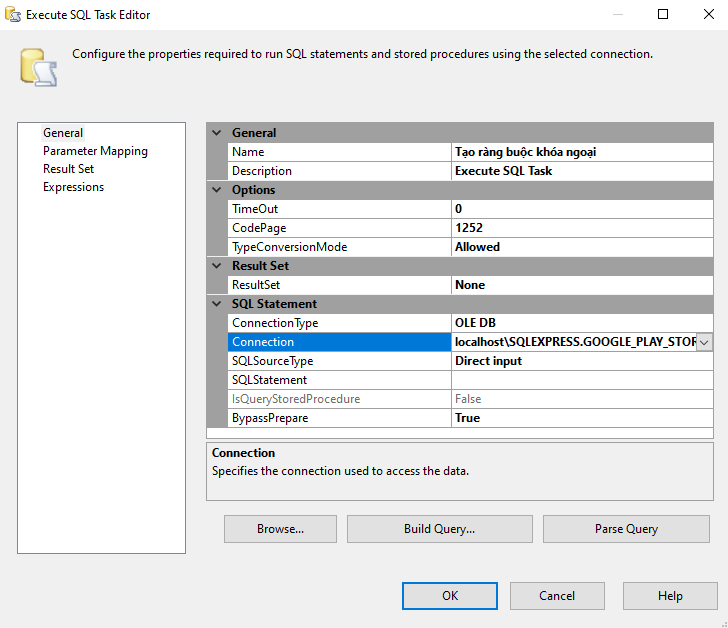 Execute SQL Task Editor
Configure the properties required to run SQL statements and stored procedures using the selected connection.
General
Parameter Mapping
Result Set
Expressions
General
Name Tạo ràng buộc khóa ngoại
Description Execute SQL Task
Options
TimeOut 0
CodePage 1252
TypeConversionMode Allowed
Result Set
ResultSet None
SQL Statement
ConnectionType OLE DB
Connection localhost\SQLEXPRESS.GOOGLE_PLAY_STOR
SQLSourceType Direct input
SQLStatement
IsQueryStoredProcedure False
BypassPrepare True
Connection
Specifies the connection used to access the data.
Browse... Build Query... Parse Query
OK Cancel Help